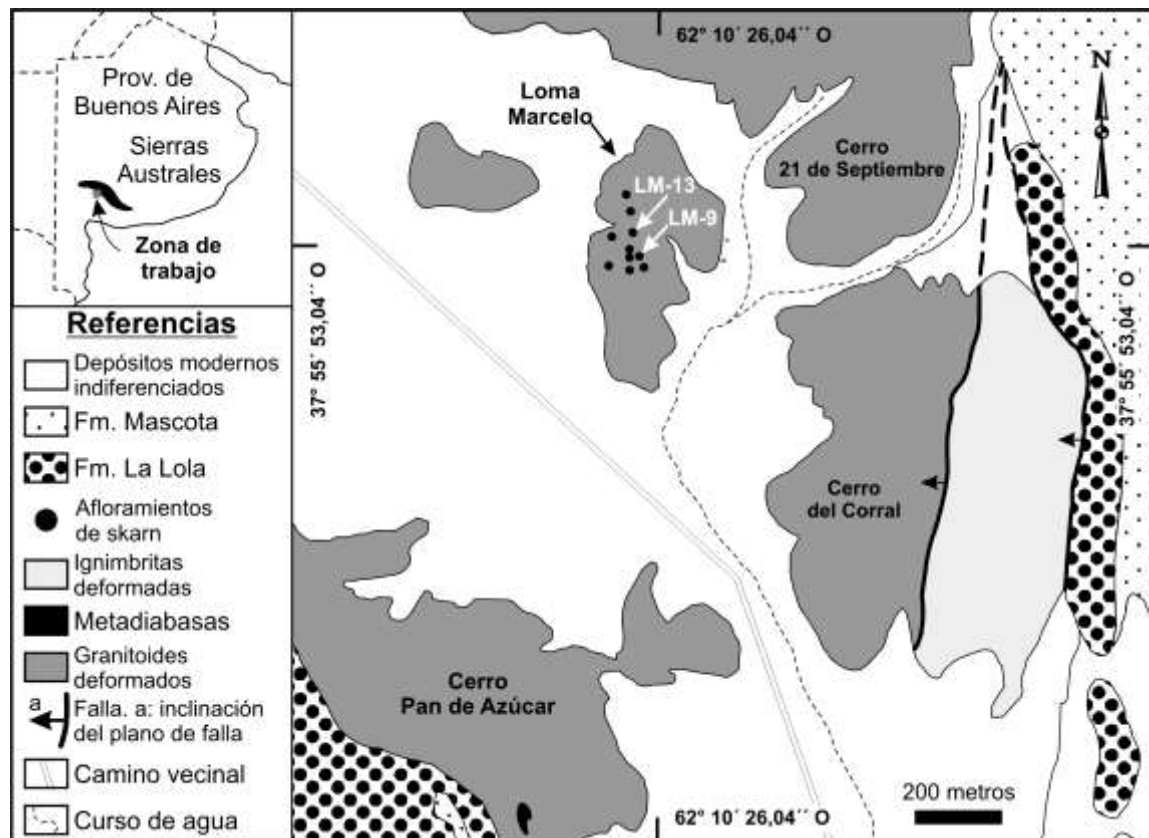 Prov. de
Buenos Aires
Sierras
Australes
Zona de
trabajo
Referencias
Depósitos modernos
indiferenciados
Fm. Mascota
Fm. La Lola
Afloramientos
de skarn
Ignimbritas
deformadas
Metadiabasas
Granitoides
deformados
a
Falla. a: inclinación
del plano de falla
Camino vecinal
Curso de agua
62° 10´ 26,04´´ O
N
Loma
Marcelo
Cerro
21 de Septiembre
LM-13
LM-9
37° 55´ 53,04´´ O
37° 55´ 53,04´´ O
Cerro
del Corral
Cerro
Pan de Azúcar
200 metros
62° 10´ 26,04´´ O